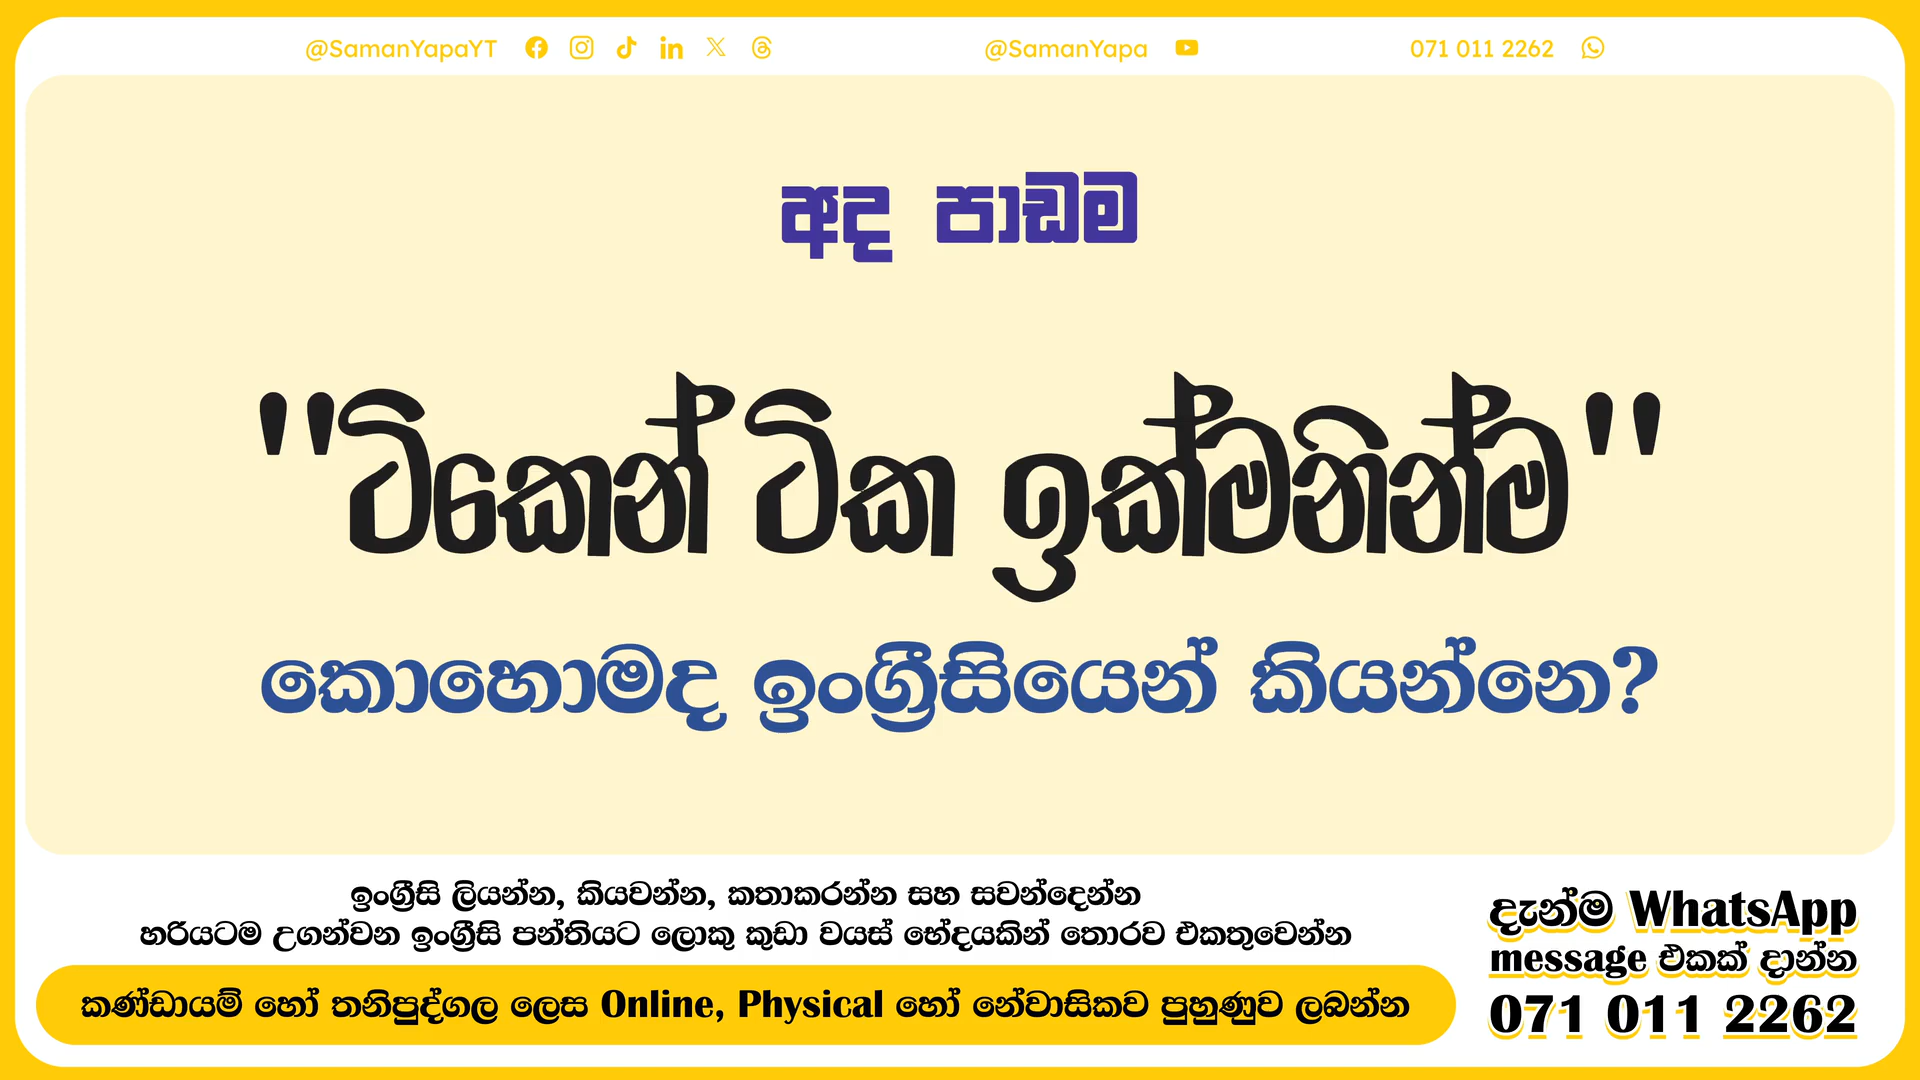 @SamanYapaYT @SamanYapa 071 011 2262
අද පාඩම
"ටිකෙන් ටික ඉක්මනින්ම"
කොහොමද ඉංග්‍රීසියෙන් කියන්නෙ?
ඉංග්‍රීසි ලියන්න, කියවන්න, කතාකරන්න සහ සවන්දෙන්න
හරියටම උගන්වන ඉංග්‍රීසි පන්තියට ලොකු කුඩා වයස් භේදයකින් තොරව එකතුවෙන්න
කණ්ඩායම් හෝ තනිපුද්ගල ලෙස Online, Physical හෝ නේවාසිකව පුහුණුව ලබන්න
දැන්ම WhatsApp
message එකක් දාන්න
071 011 2262